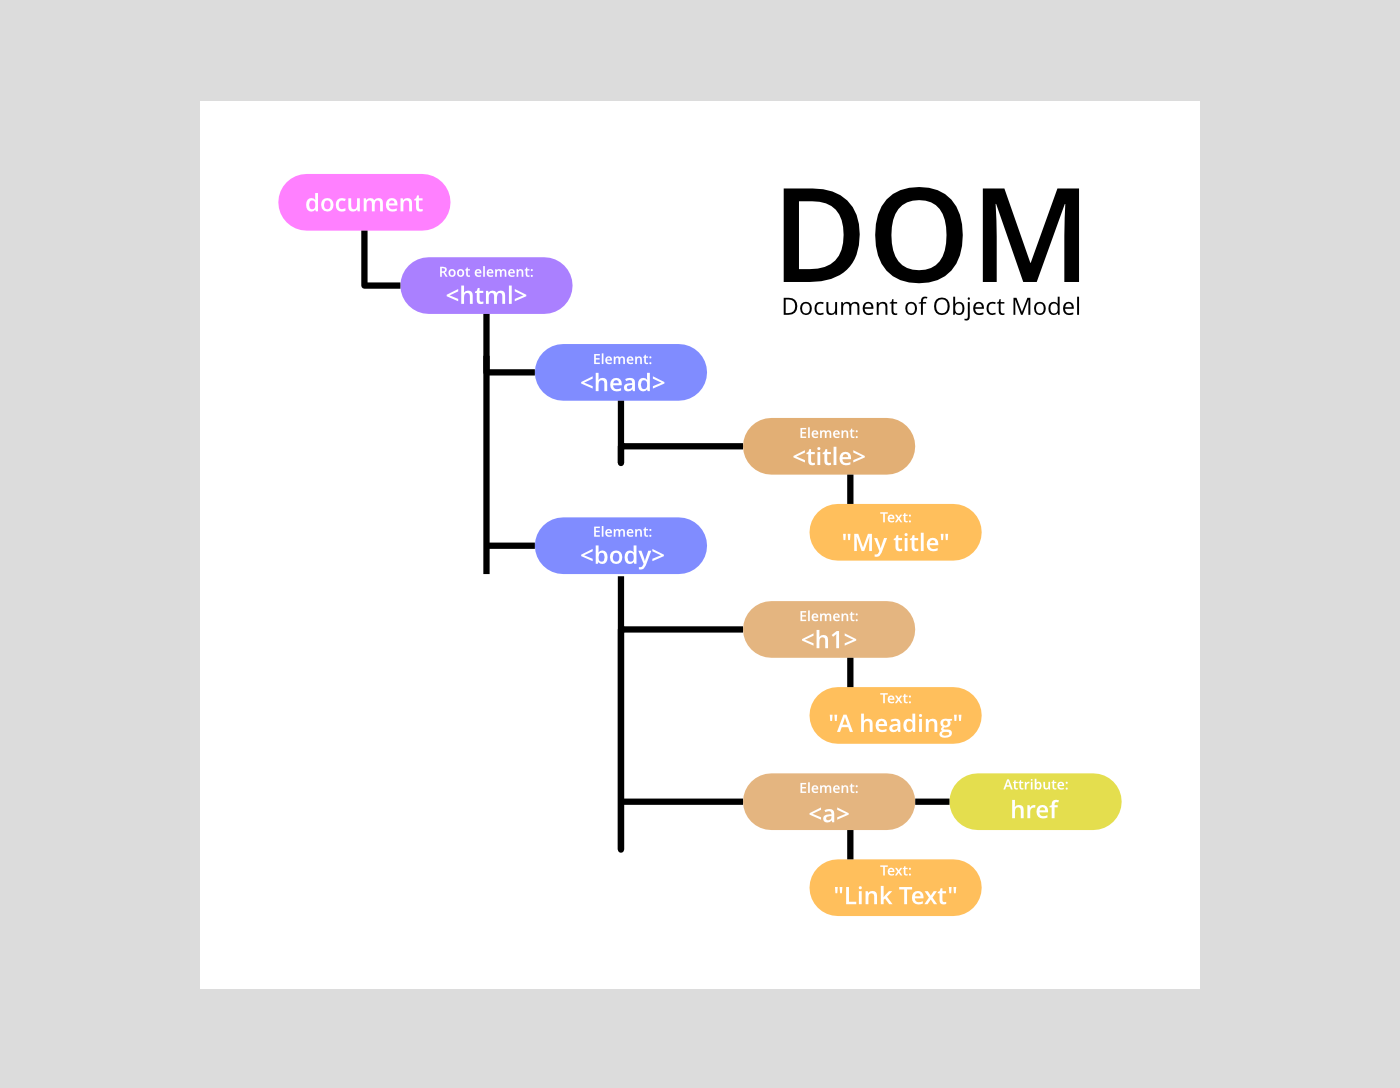 document
DOM
Document of Object Model
Root element:
<html>
Element:
<head>
Element:
<title>
Text:
"My title"
Element:
<body>
Element:
<h1>
Text:
"A heading"
Element:
<a>
Attribute:
href
Text:
"Link Text"